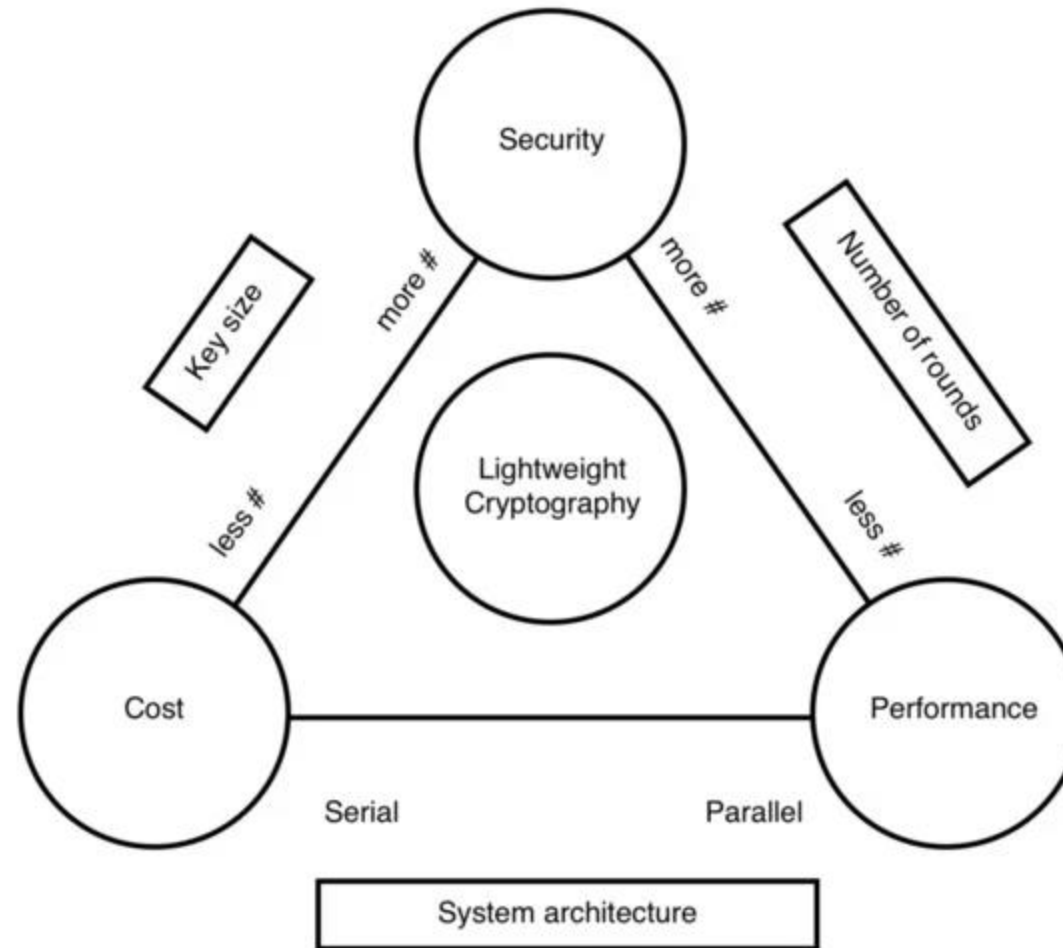 Security
more #
more #
Key size
Number of rounds
Lightweight
Cryptography
less #
less #
Cost
Performance
Serial
Parallel
System architecture